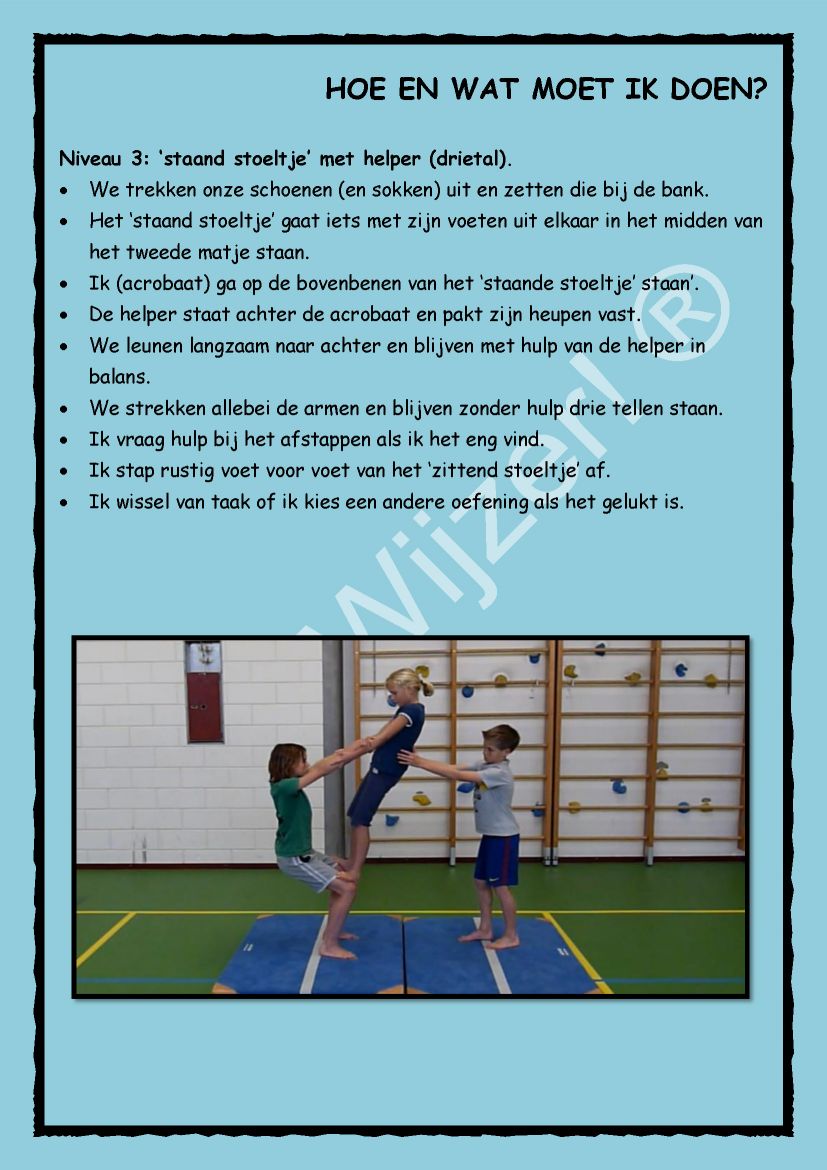 HOE EN WAT MOET IK DOEN?
Niveau 3: ‘staand stoeltje’ met helper (drietal).
• We trekken onze schoenen (en sokken) uit en zetten die bij de bank.
• Het ‘staand stoeltje’ gaat iets met zijn voeten uit elkaar in het midden van
het tweede matje staan.
• Ik (acrobaat) ga op de bovenbenen van het ‘staande stoeltje’ staan’.
• De helper staat achter de acrobaat en pakt zijn heupen vast.
• We leunen langzaam naar achter en blijven met hulp van de helper in
balans.
• We strekken allebei de armen en blijven zonder hulp drie tellen staan.
• Ik vraag hulp bij het afstappen als ik het eng vind.
• Ik stap rustig voet voor voet van het ‘zittend stoeltje’ af.
• Ik wissel van taak of ik kies een andere oefening als het gelukt is.
Wijzer! ®